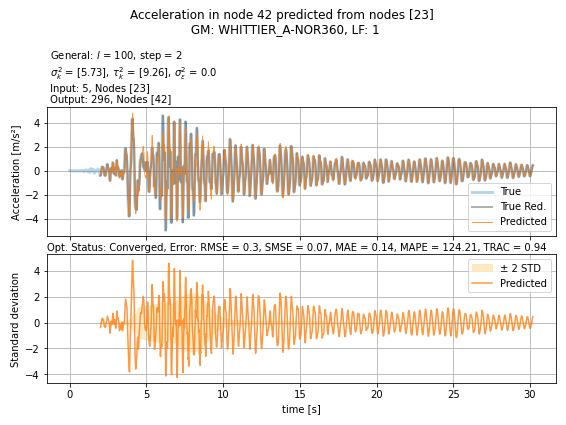 Acceleration in node 42 predicted from nodes [23]
GM: WHITTIER_A-NOR360, LF: 1
General: l = 100, step = 2
σ²ₖ = [5.73], τ²ₖ = [9.26], σ²ₑ = 0.0
Input: 5, Nodes [23]
Output: 296, Nodes [42]
Acceleration [m/s²]
4
2
0
−2
−4
True
True Red.
Predicted
Opt. Status: Converged, Error: RMSE = 0.3, SMSE = 0.07, MAE = 0.14, MAPE = 124.21, TRAC = 0.94
Standard deviation
4
2
0
−2
−4
± 2 STD
Predicted
0 5 10 15 20 25 30
time [s]